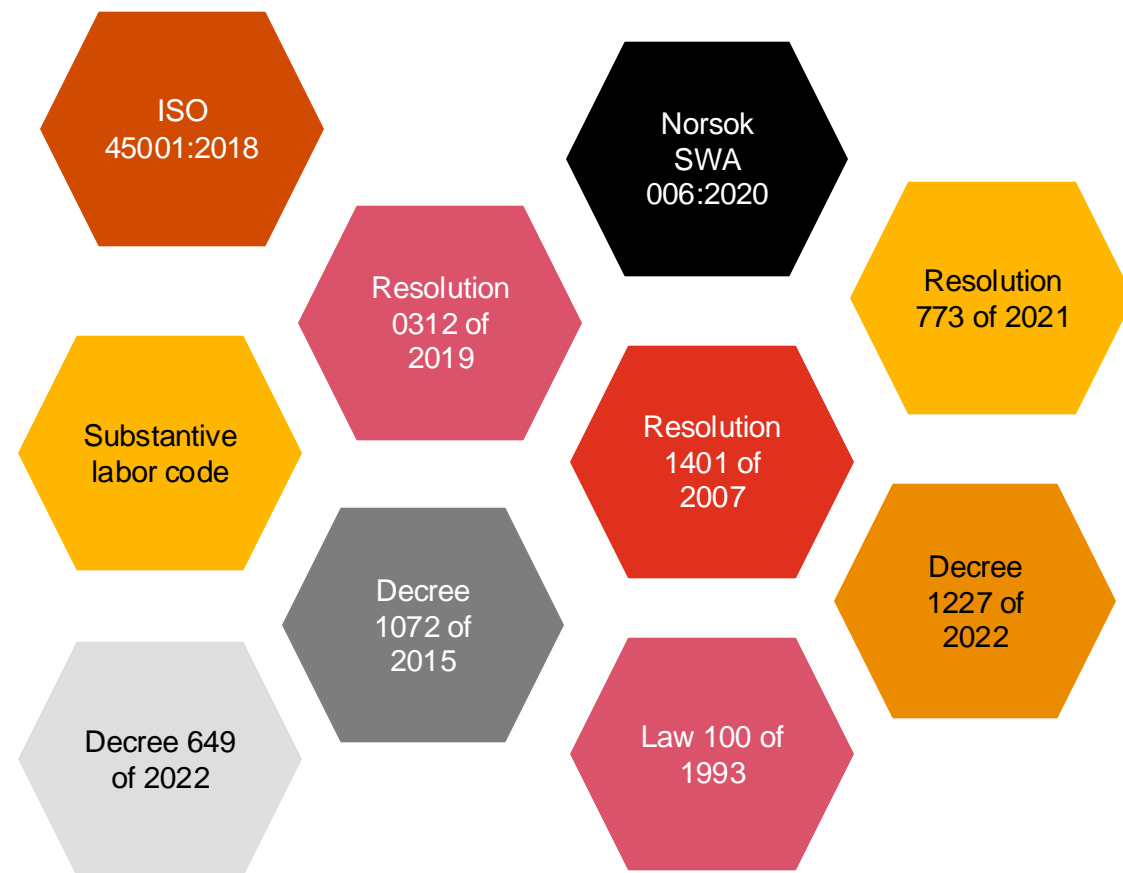 ISO
45001:2018
Norsok
SWA
006:2020
Resolution
773 of 2021
Resolution
0312 of
2019
Substantive
labor code
Resolution
1401 of
2007
Decree
1072 of
2015
Decree
1227 of
2022
Decree 649
of 2022
Law 100 of
1993